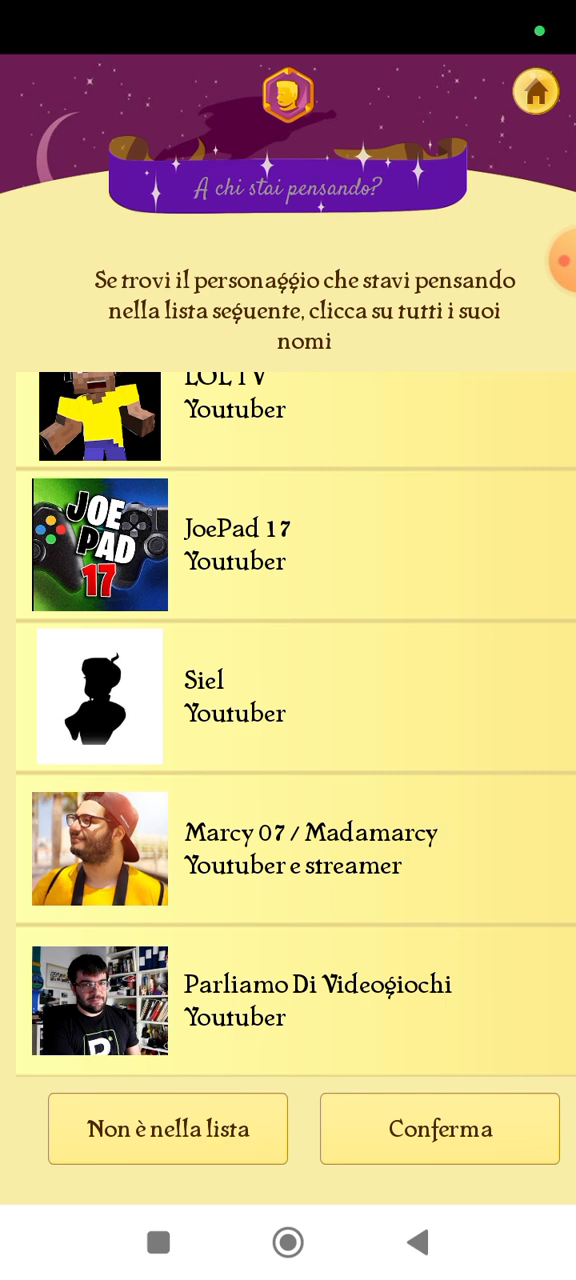 A chi stai pensando?
Se trovi il personaggio che stavi pensando
nella lista seguente, clicca su tutti i suoi
nomi
LOL TV
Youtuber
JOE
PAD
17
JoePad 17
Youtuber
Siel
Youtuber
Marcy 07 / Madamarcy
Youtuber e streamer
Parliamo Di Videogiochi
Youtuber
Non è nella lista
Conferma